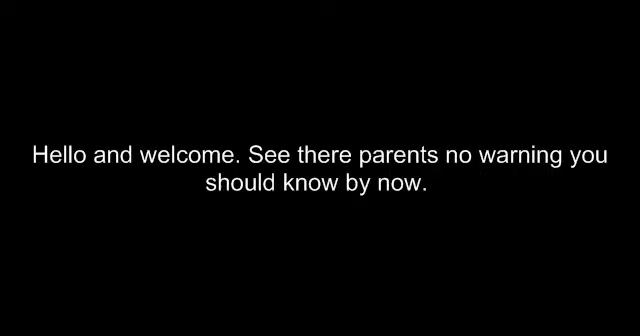 Hello and welcome. See there parents no warning you
should know by now.